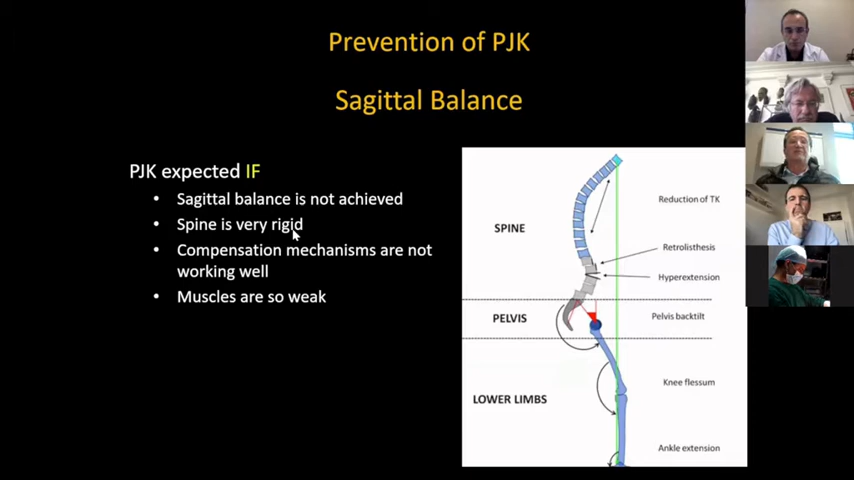 Prevention of PJK
Sagittal Balance
PJK expected IF
• Sagittal balance is not achieved
• Spine is very rigid
• Compensation mechanisms are not
working well
• Muscles are so weak
SPINE
Reduction of TK
Retrolisthesis
Hyperextension
PELVIS
Pelvis backtilt
Knee flessum
LOWER LIMBS
Ankle extension